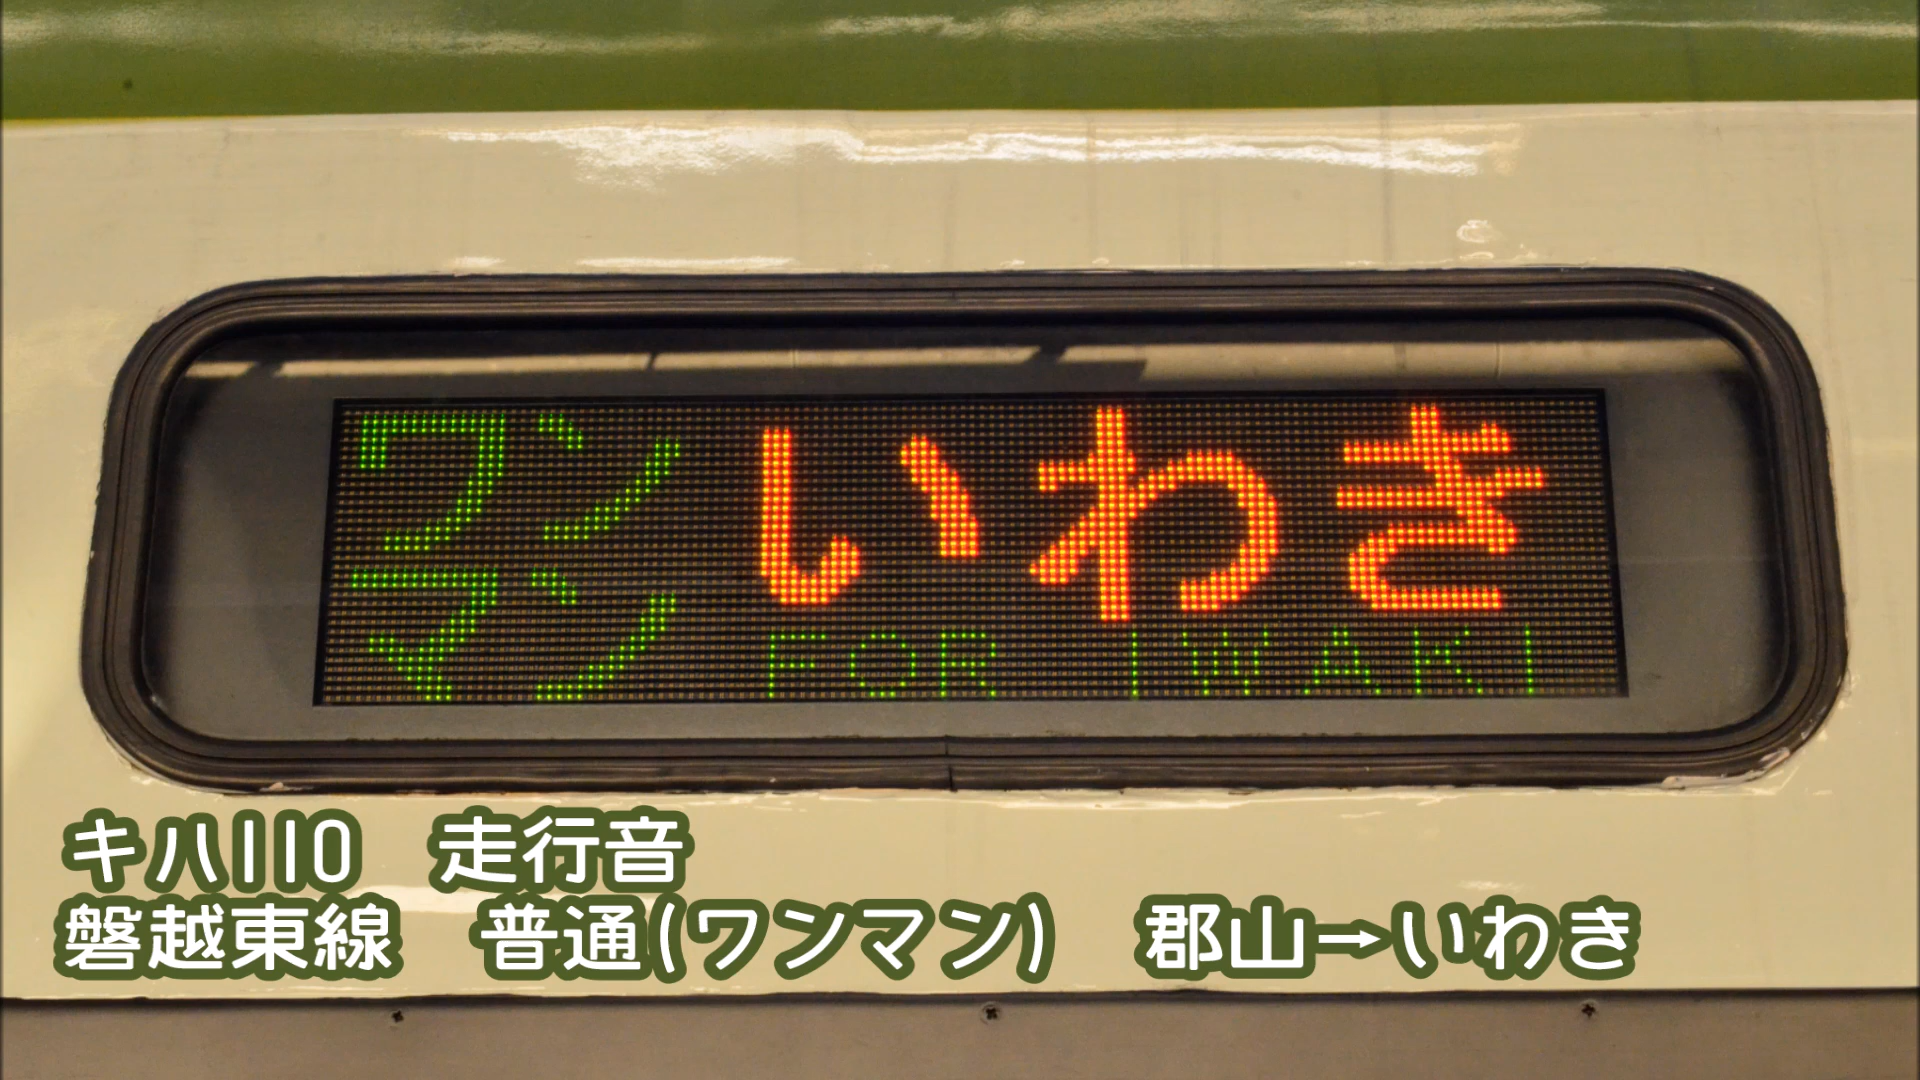 ワン
マン
いわき
FOR IWAKI
キハ110　走行音
磐越東線　普通(ワンマン)　郡山→いわき